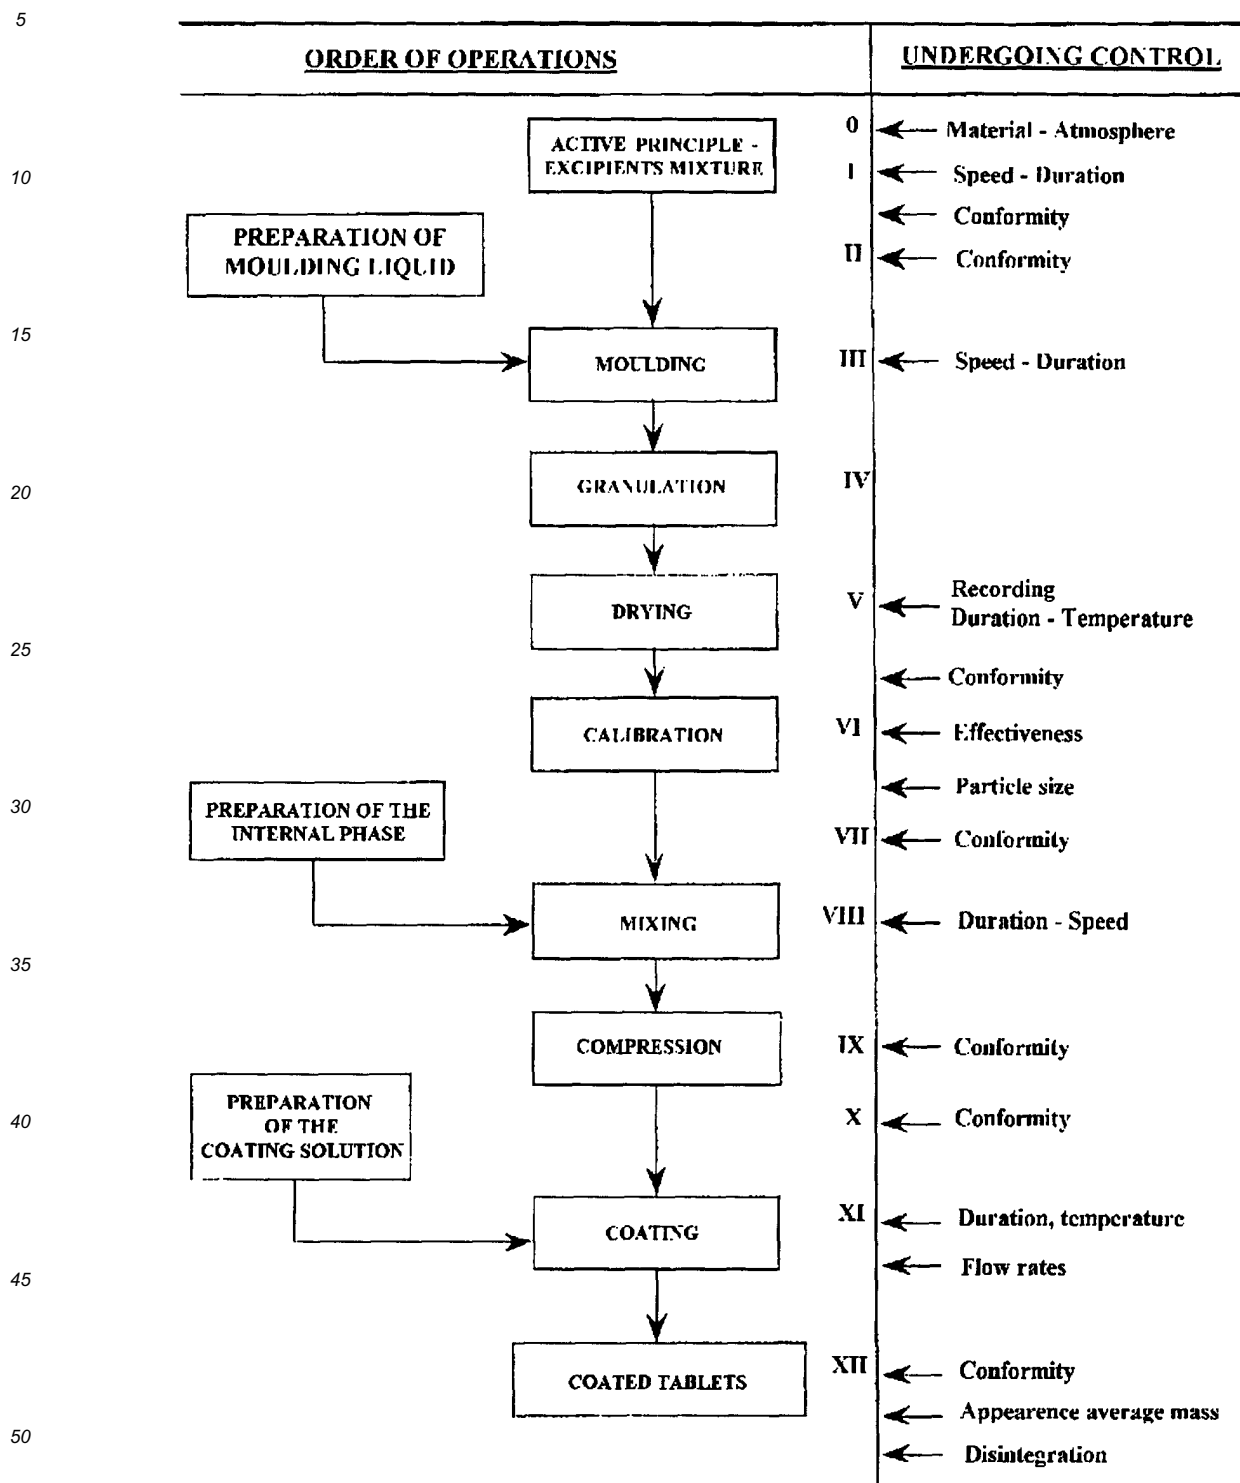 5
ORDER OF OPERATIONS
UNDERGOING CONTROL
ACTIVE PRINCIPLE -
EXCIPIENTS MIXTURE
0
Material - Atmosphere
10
I
Speed - Duration
Conformity
PREPARATION OF
MOULDING LIQUID
II
Conformity
15
MOULDING
III
Speed - Duration
20
GRANULATION
IV
DRYING
V
Recording
Duration - Temperature
25
Conformity
CALIBRATION
VI
Effectiveness
Particle size
30
PREPARATION OF THE
INTERNAL PHASE
VII
Conformity
MIXING
VIII
Duration - Speed
35
COMPRESSION
IX
Conformity
PREPARATION
OF THE
COATING SOLUTION
40
X
Conformity
COATING
XI
Duration, temperature
Flow rates
45
COATED TABLETS
XII
Conformity
Appearence average mass
50
Disintegration